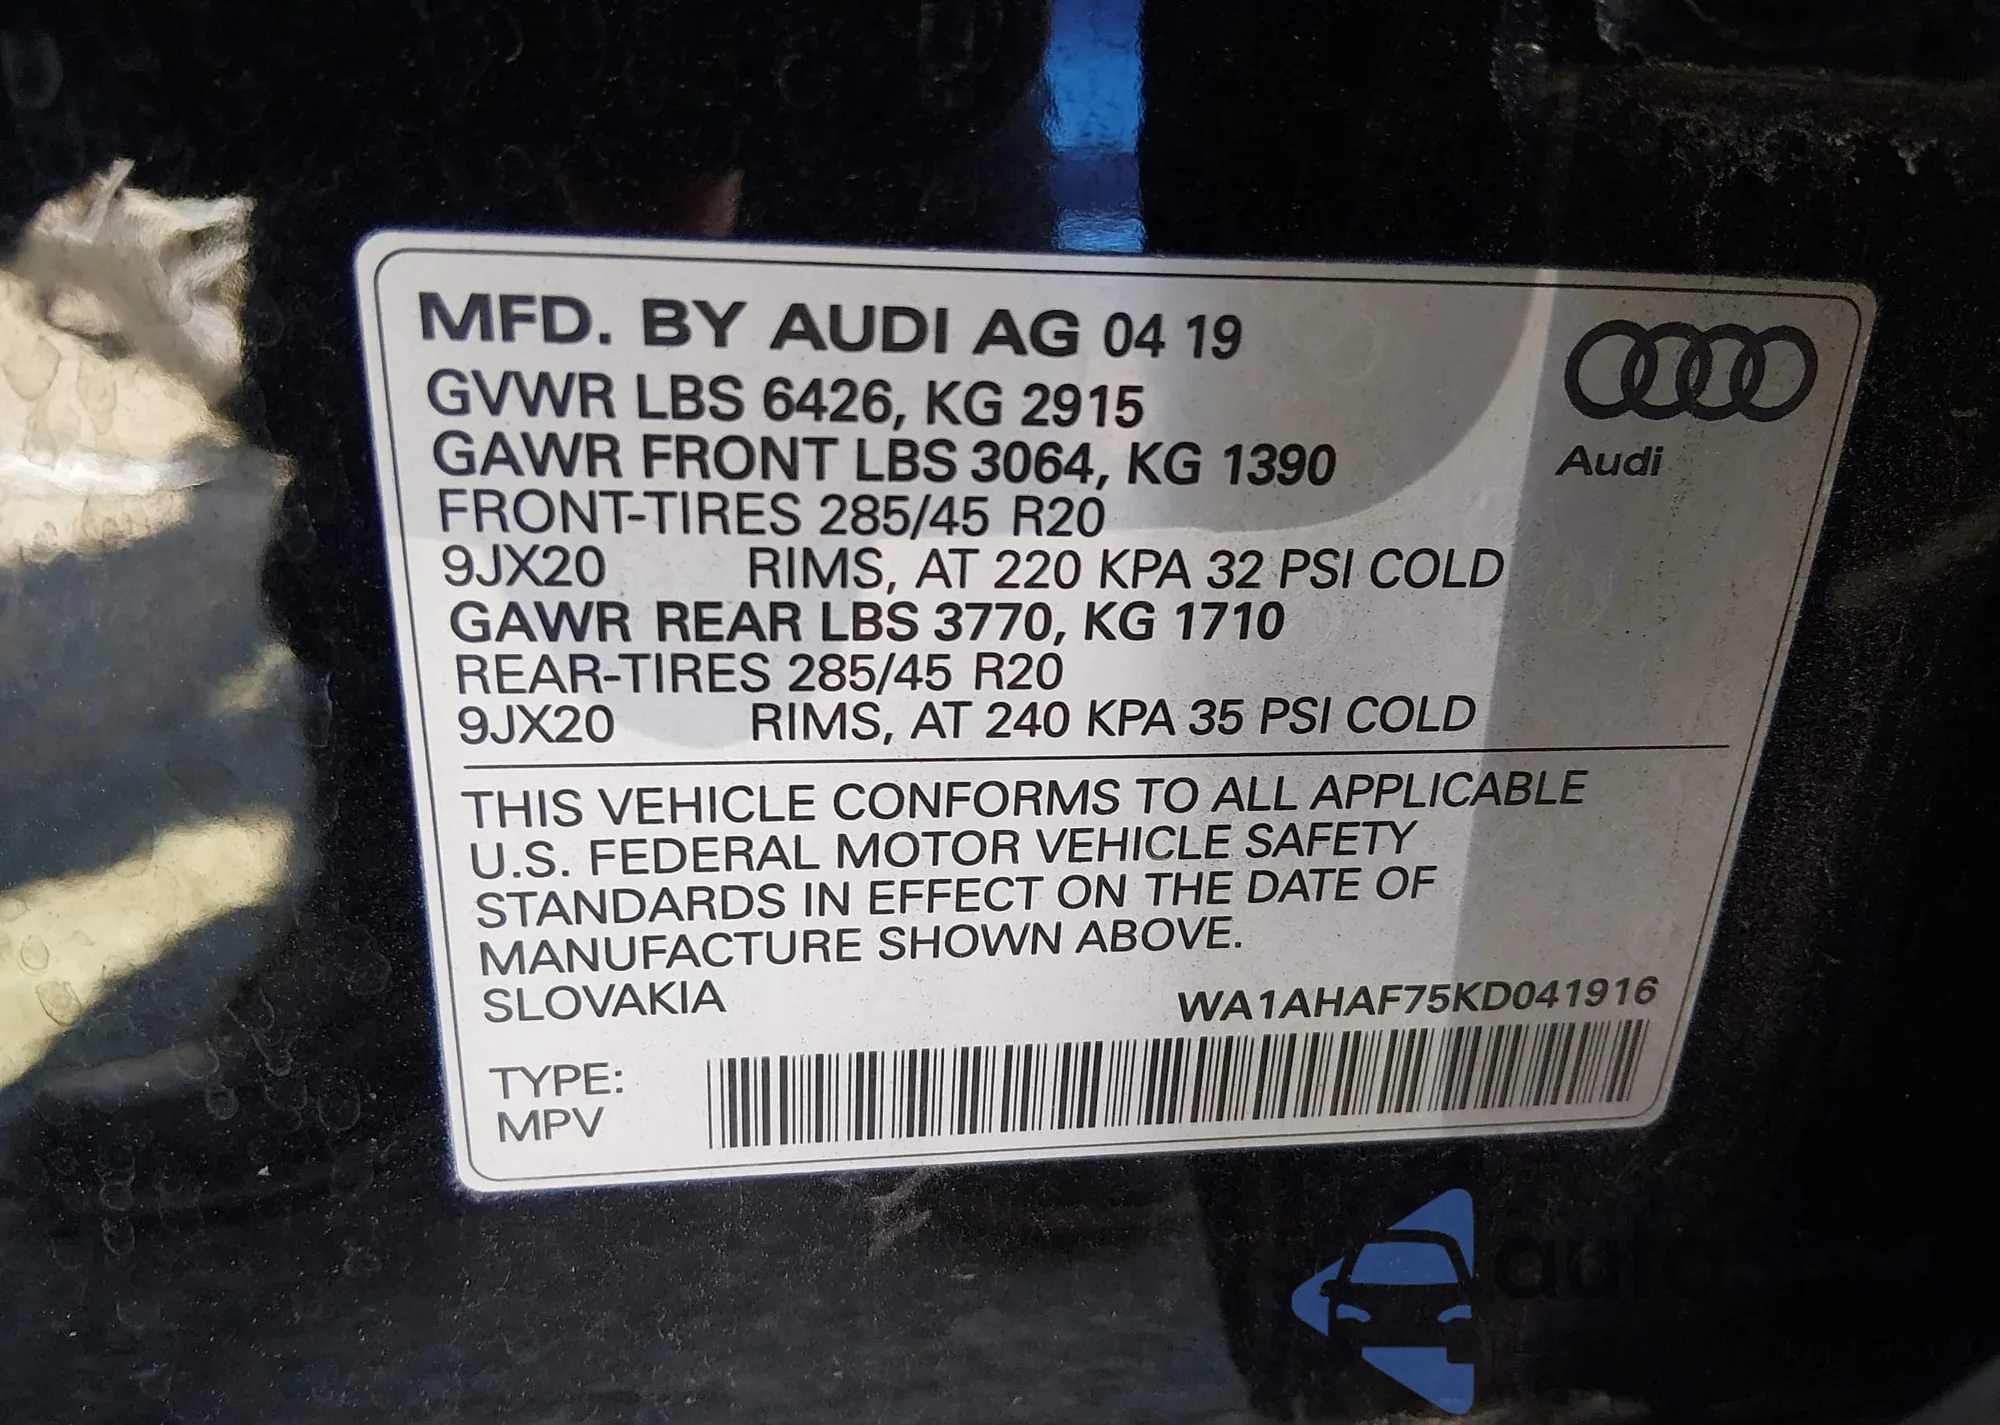 MFD. BY AUDI AG 04 19
GVWR LBS 6426, KG 2915
GAWR FRONT LBS 3064, KG 1390
FRONT-TIRES 285/45 R20
9JX20 RIMS, AT 220 KPA 32 PSI COLD
GAWR REAR LBS 3770, KG 1710
REAR-TIRES 285/45 R20
9JX20 RIMS, AT 240 KPA 35 PSI COLD
Audi
THIS VEHICLE CONFORMS TO ALL APPLICABLE
U.S. FEDERAL MOTOR VEHICLE SAFETY
STANDARDS IN EFFECT ON THE DATE OF
MANUFACTURE SHOWN ABOVE.
SLOVAKIA WA1AHAF75KD041916
TYPE:
MPV